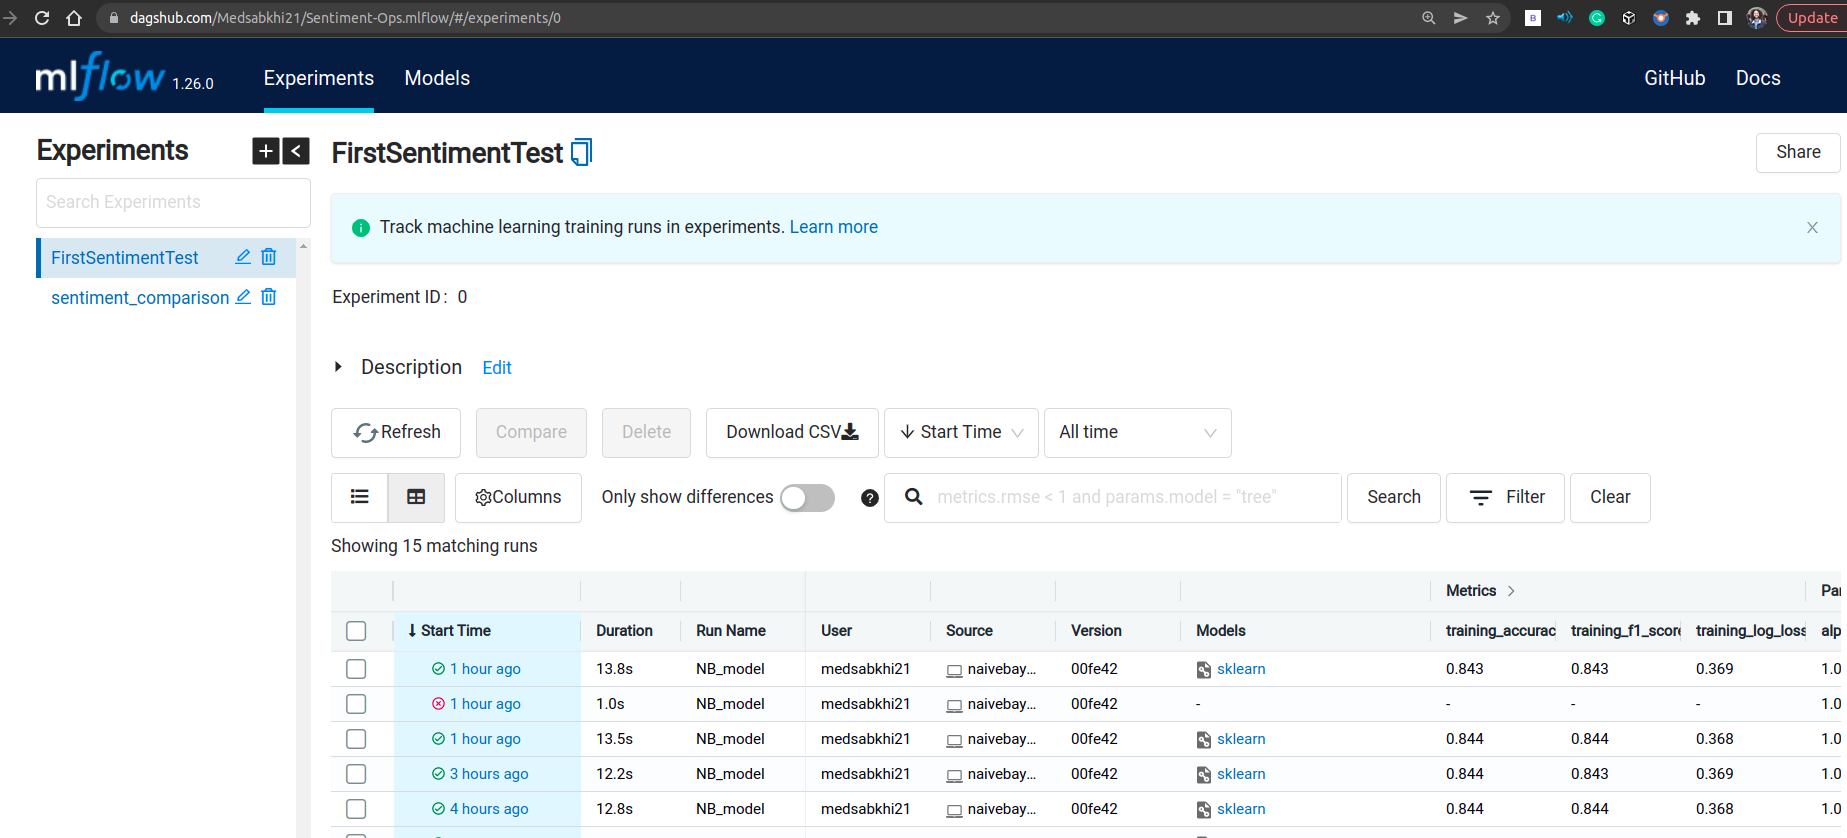 dagshub.com/Medsabkhi21/Sentiment-Ops.mlflow/#/experiments/0
Update
mlflow 1.26.0
Experiments
Models
GitHub
Docs
Experiments
FirstSentimentTest
Share
Search Experiments
Track machine learning training runs in experiments. Learn more
FirstSentimentTest
sentiment_comparison
Experiment ID: 0
Description Edit
Refresh
Compare
Delete
Download CSV
Start Time
All time
Columns
Only show differences
metrics.rmse < 1 and params.model = "tree"
Search
Filter
Clear
Showing 15 matching runs
Metrics > Par
Start Time Duration Run Name User Source Version Models training_accurac training_f1_score training_log_loss alp
1 hour ago 13.8s NB_model medsabkhi21 naivebay... 00fe42 sklearn 0.843 0.843 0.369 1.0
1 hour ago 1.0s NB_model medsabkhi21 naivebay... 00fe42 - - - - 1.0
1 hour ago 13.5s NB_model medsabkhi21 naivebay... 00fe42 sklearn 0.844 0.844 0.368 1.0
3 hours ago 12.2s NB_model medsabkhi21 naivebay... 00fe42 sklearn 0.844 0.843 0.369 1.0
4 hours ago 12.8s NB_model medsabkhi21 naivebay... 00fe42 sklearn 0.844 0.844 0.368 1.0